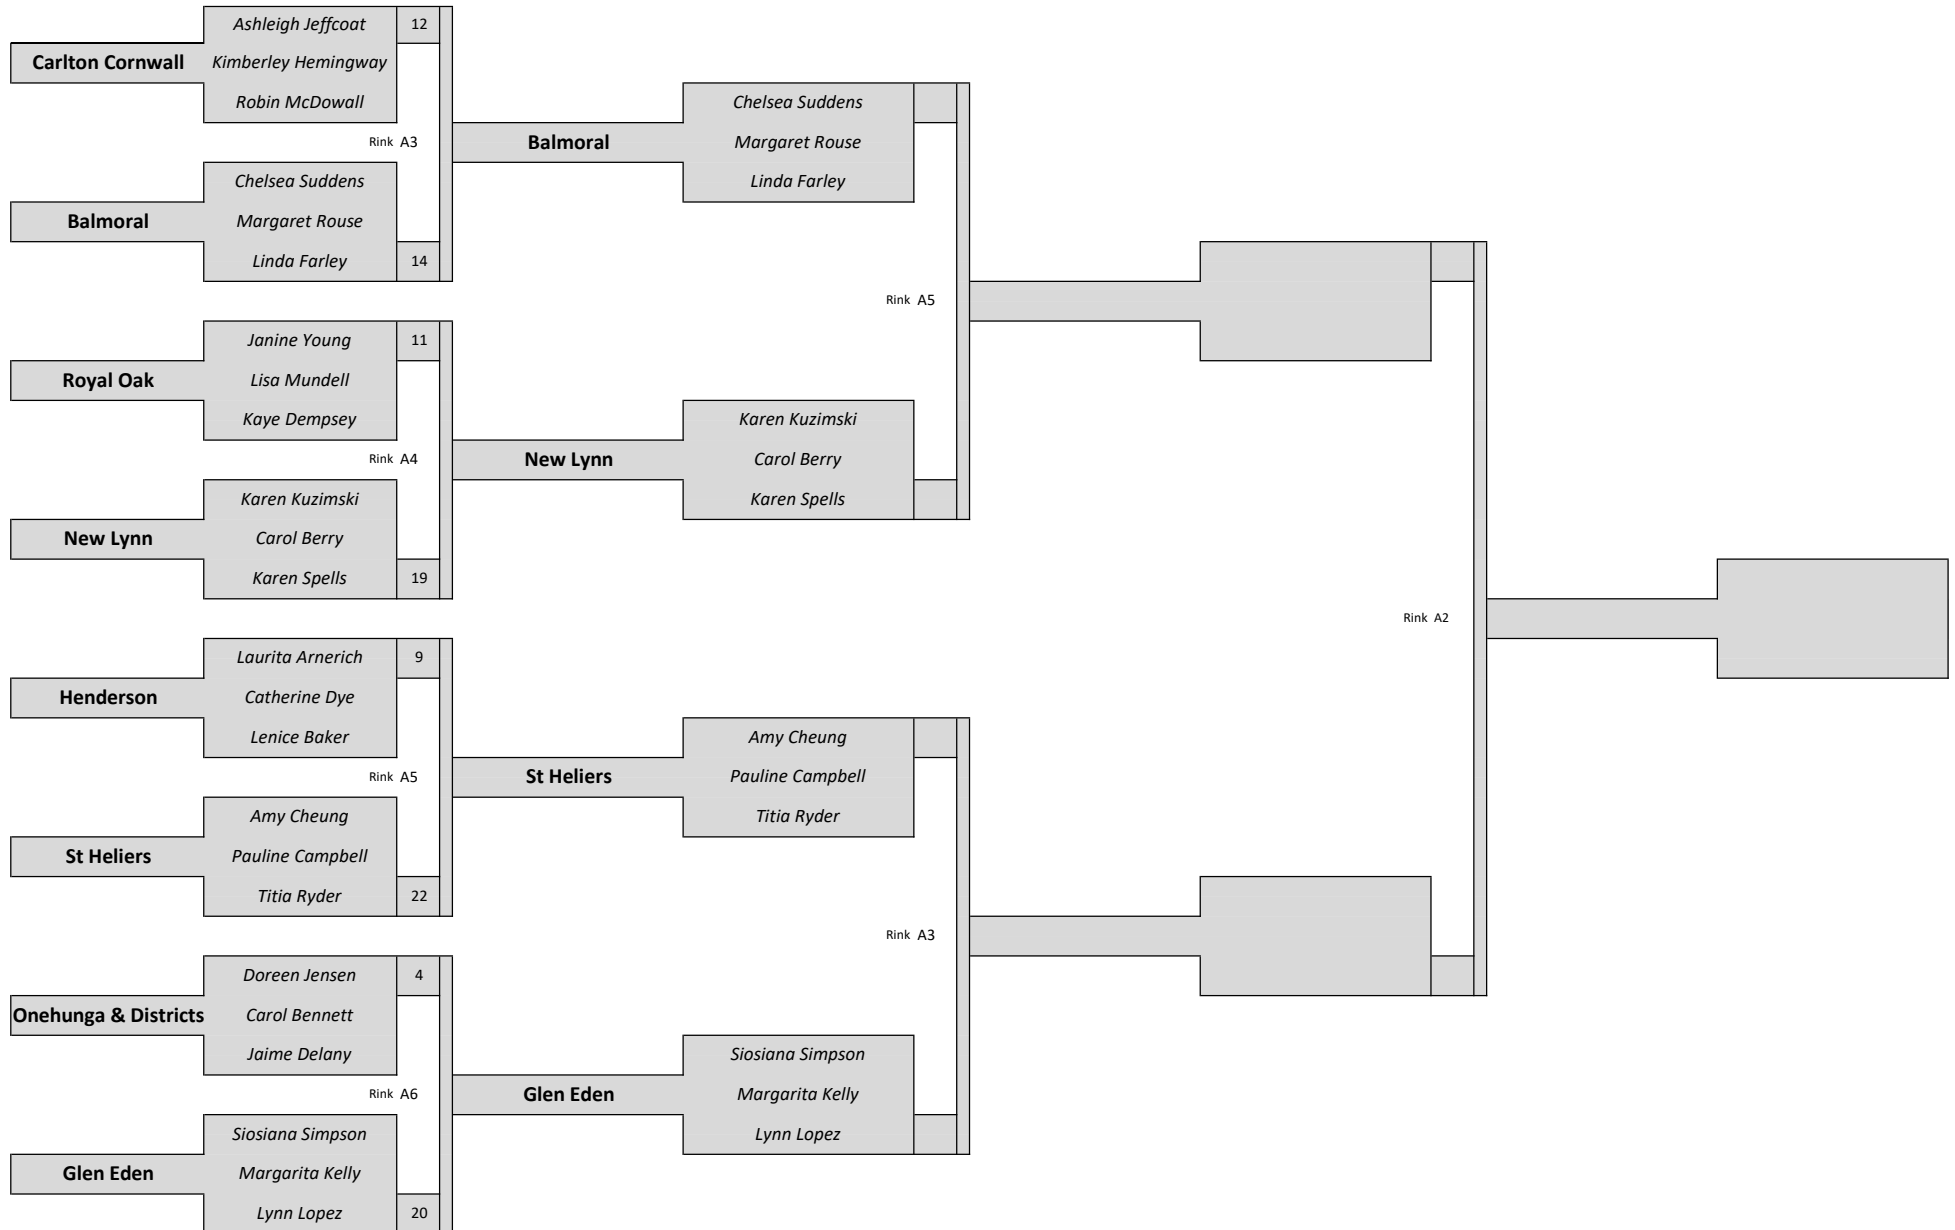 Ashleigh Jeffcoat 12
Carlton Cornwall Kimberley Hemingway
Robin McDowall
Rink A3
Chelsea Suddens
Balmoral Margaret Rouse
Linda Farley 14
Balmoral
Chelsea Suddens
Margaret Rouse
Linda Farley
Rink A5
Janine Young 11
Royal Oak Lisa Mundell
Kaye Dempsey
Rink A4
Karen Kuzimski
New Lynn Carol Berry
Karen Spells 19
New Lynn
Karen Kuzimski
Carol Berry
Karen Spells
Rink A2
Laurita Arnerich 9
Henderson Catherine Dye
Lenice Baker
Rink A5
Amy Cheung
St Heliers Pauline Campbell
Titia Ryder 22
St Heliers
Amy Cheung
Pauline Campbell
Titia Ryder
Rink A3
Doreen Jensen 4
Onehunga & Districts Carol Bennett
Jaime Delany
Rink A6
Siosiana Simpson
Glen Eden Margarita Kelly
Lynn Lopez 20
Glen Eden
Siosiana Simpson
Margarita Kelly
Lynn Lopez